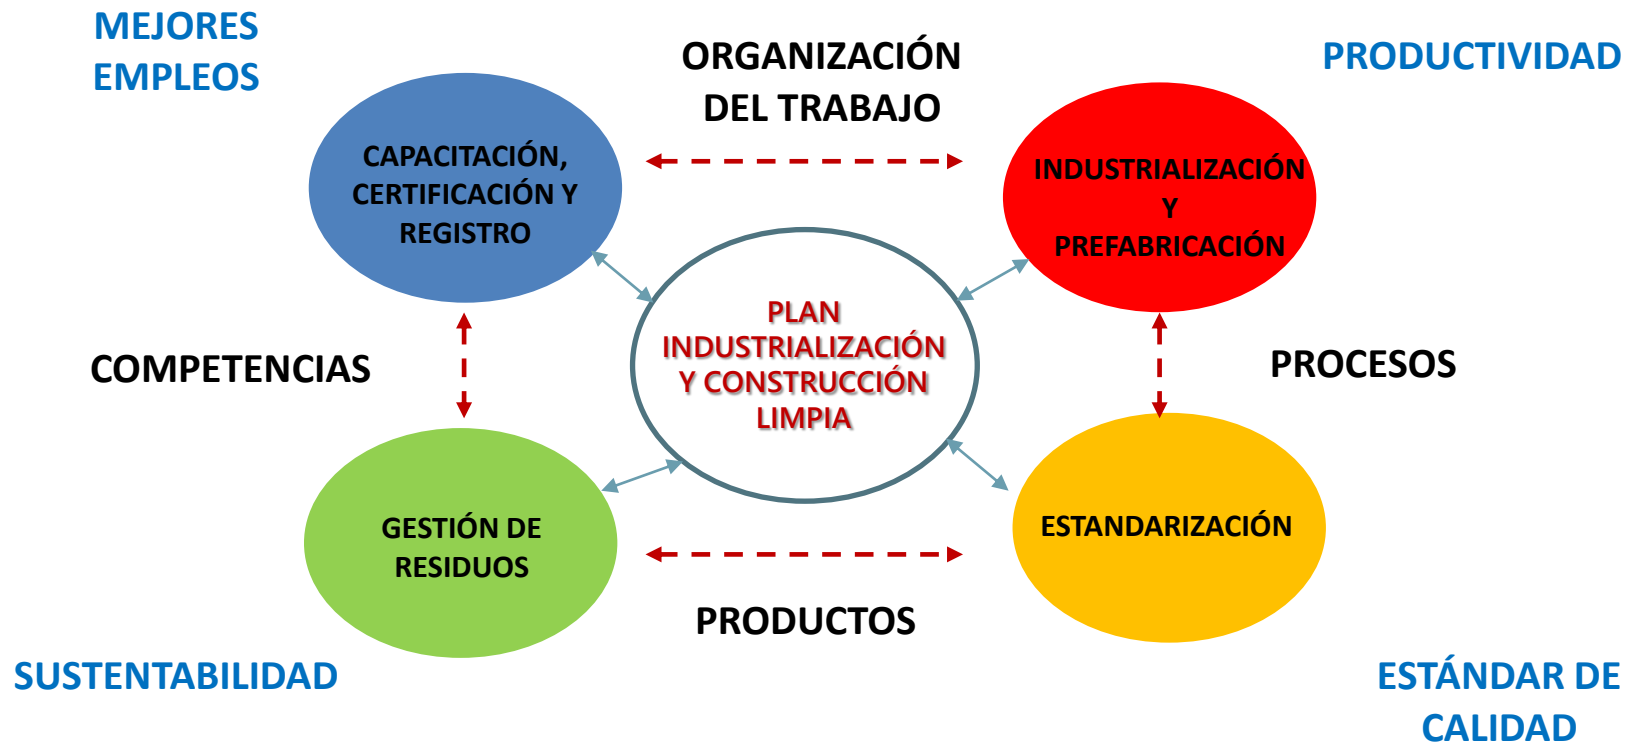 MEJORES
EMPLEOS
ORGANIZACIÓN
DEL TRABAJO
PRODUCTIVIDAD
CAPACITACIÓN,
CERTIFICACIÓN Y
REGISTRO
INDUSTRIALIZACIÓN
Y
PREFABRICACIÓN
PLAN
INDUSTRIALIZACIÓN
Y CONSTRUCCIÓN
LIMPIA
COMPETENCIAS
PROCESOS
GESTIÓN DE
RESIDUOS
ESTANDARIZACIÓN
PRODUCTOS
SUSTENTABILIDAD
ESTÁNDAR DE
CALIDAD